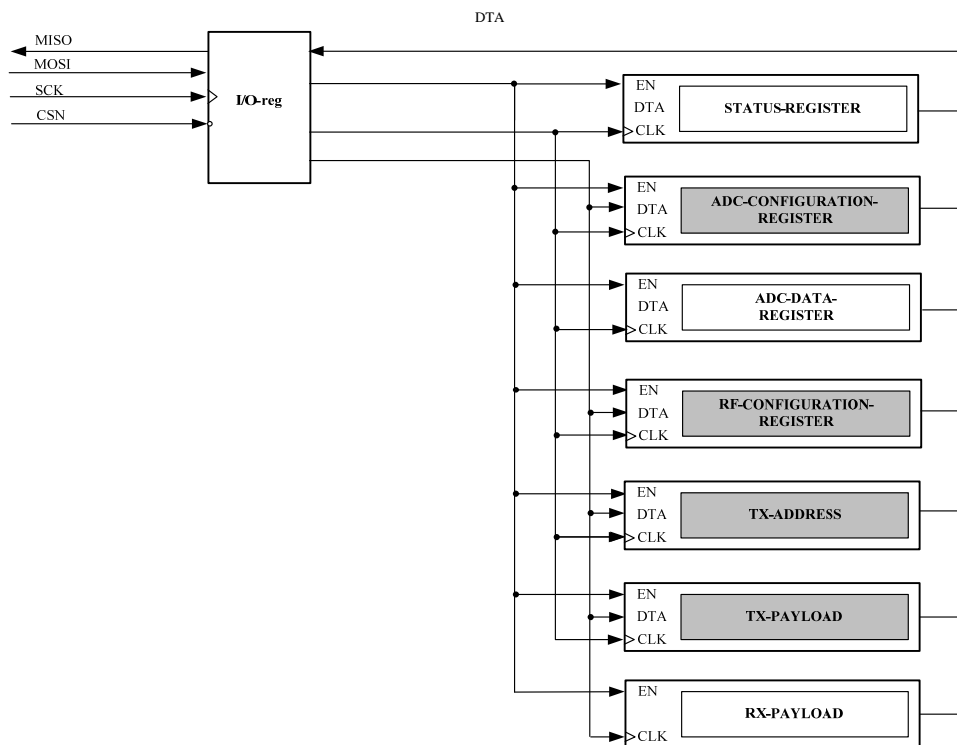 DTA
MISO
MOSI
SCK
CSN
I/O-reg
EN
DTA
CLK
STATUS-REGISTER
EN
DTA
CLK
ADC-CONFIGURATION-
REGISTER
EN
DTA
CLK
ADC-DATA-
REGISTER
EN
DTA
CLK
RF-CONFIGURATION-
REGISTER
EN
DTA
CLK
TX-ADDRESS
EN
DTA
CLK
TX-PAYLOAD
EN
CLK
RX-PAYLOAD